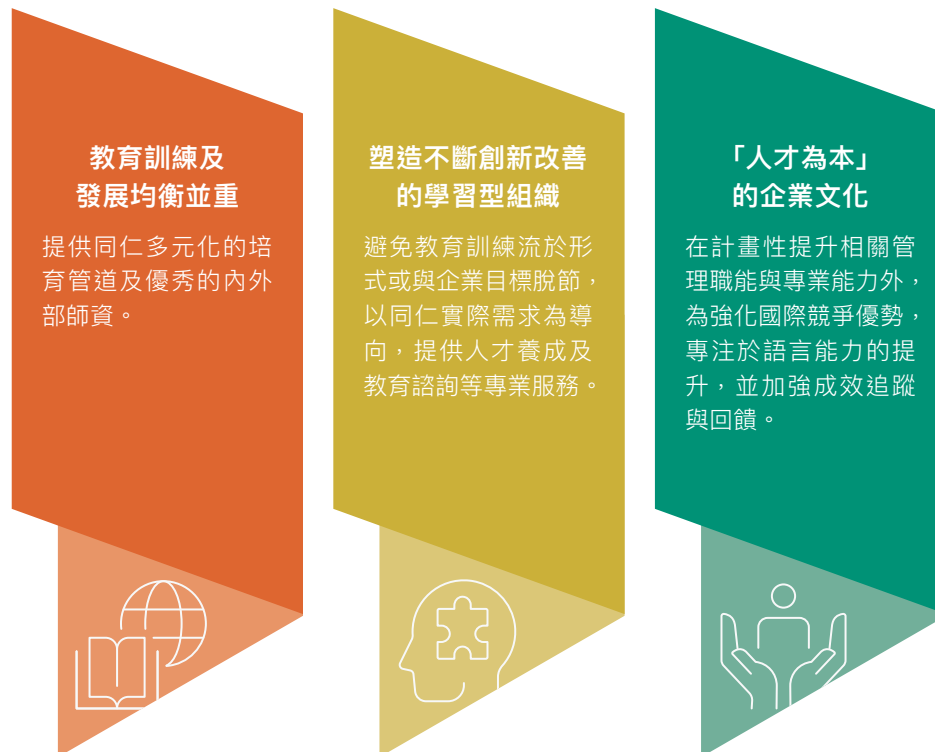 教育訓練及
發展均衡並重
提供同仁多元化的培
育管道及優秀的內外
部師資。
塑造不斷創新改善
的學習型組織
避免教育訓練流於形
式或與企業目標脫節，
以同仁實際需求為導
向，提供人才養成及
教育諮詢等專業服務。
「人才為本」
的企業文化
在計畫性提升相關管
理職能與專業能力外，
為強化國際競爭優勢，
專注於語言能力的提
升，並加強成效追蹤
與回饋。